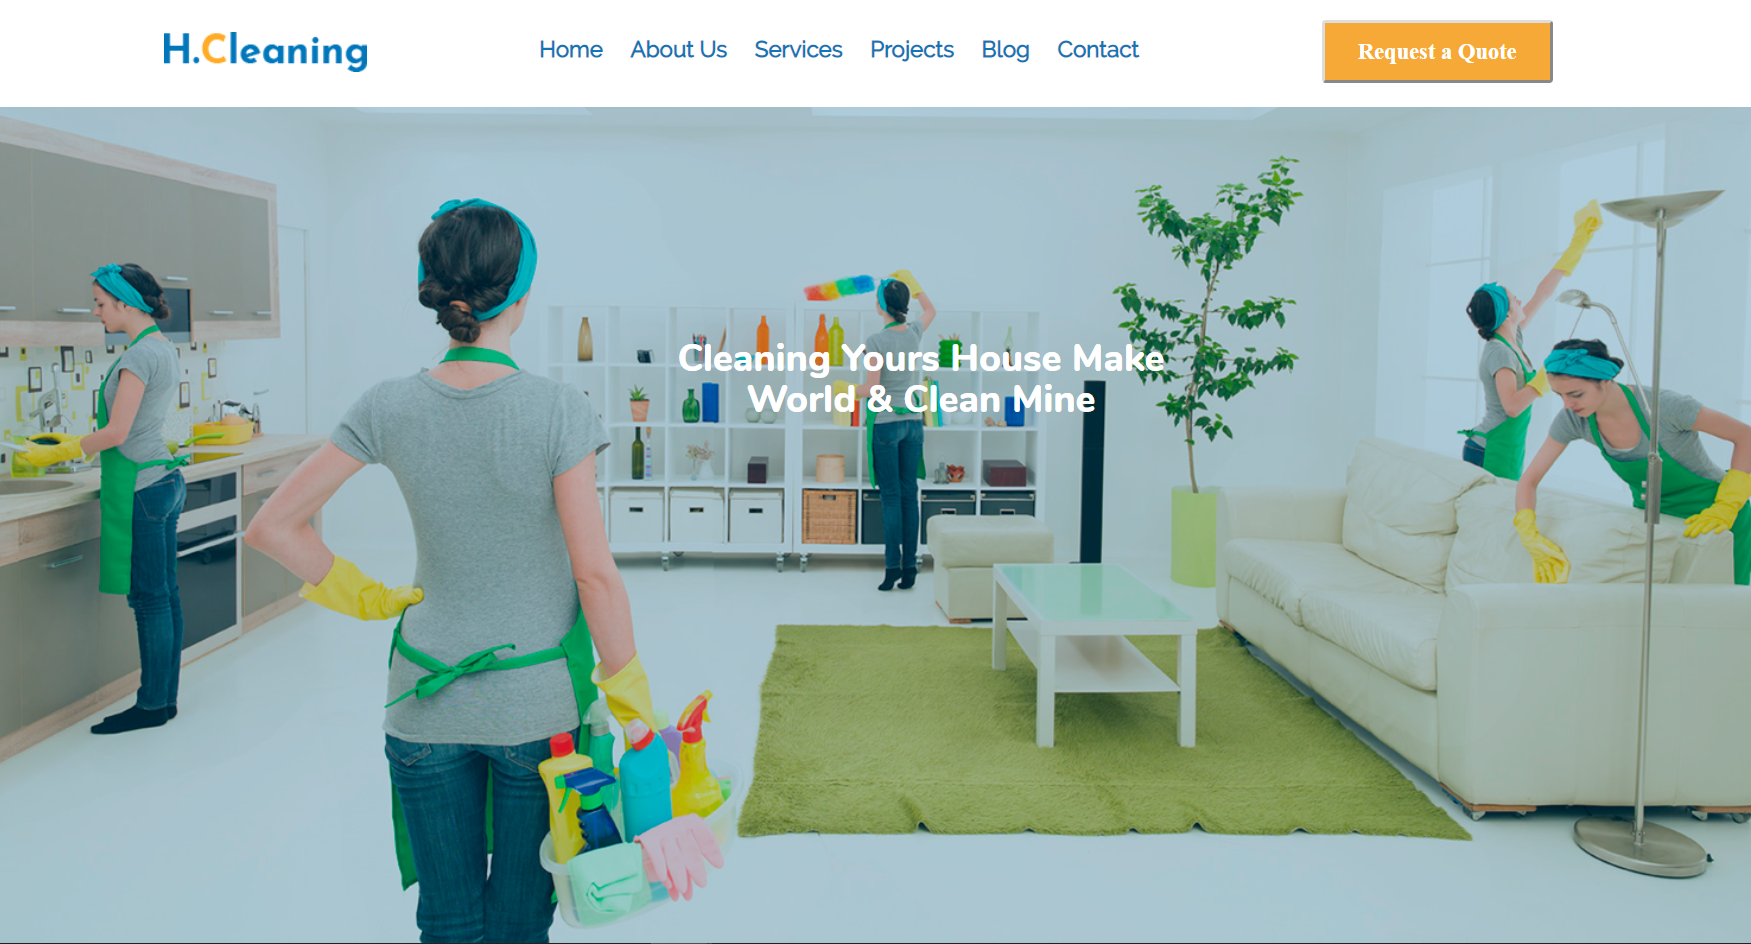 H.Cleaning
Home About Us Services Projects Blog Contact
Request a Quote
Cleaning Yours House Make
World & Clean Mine